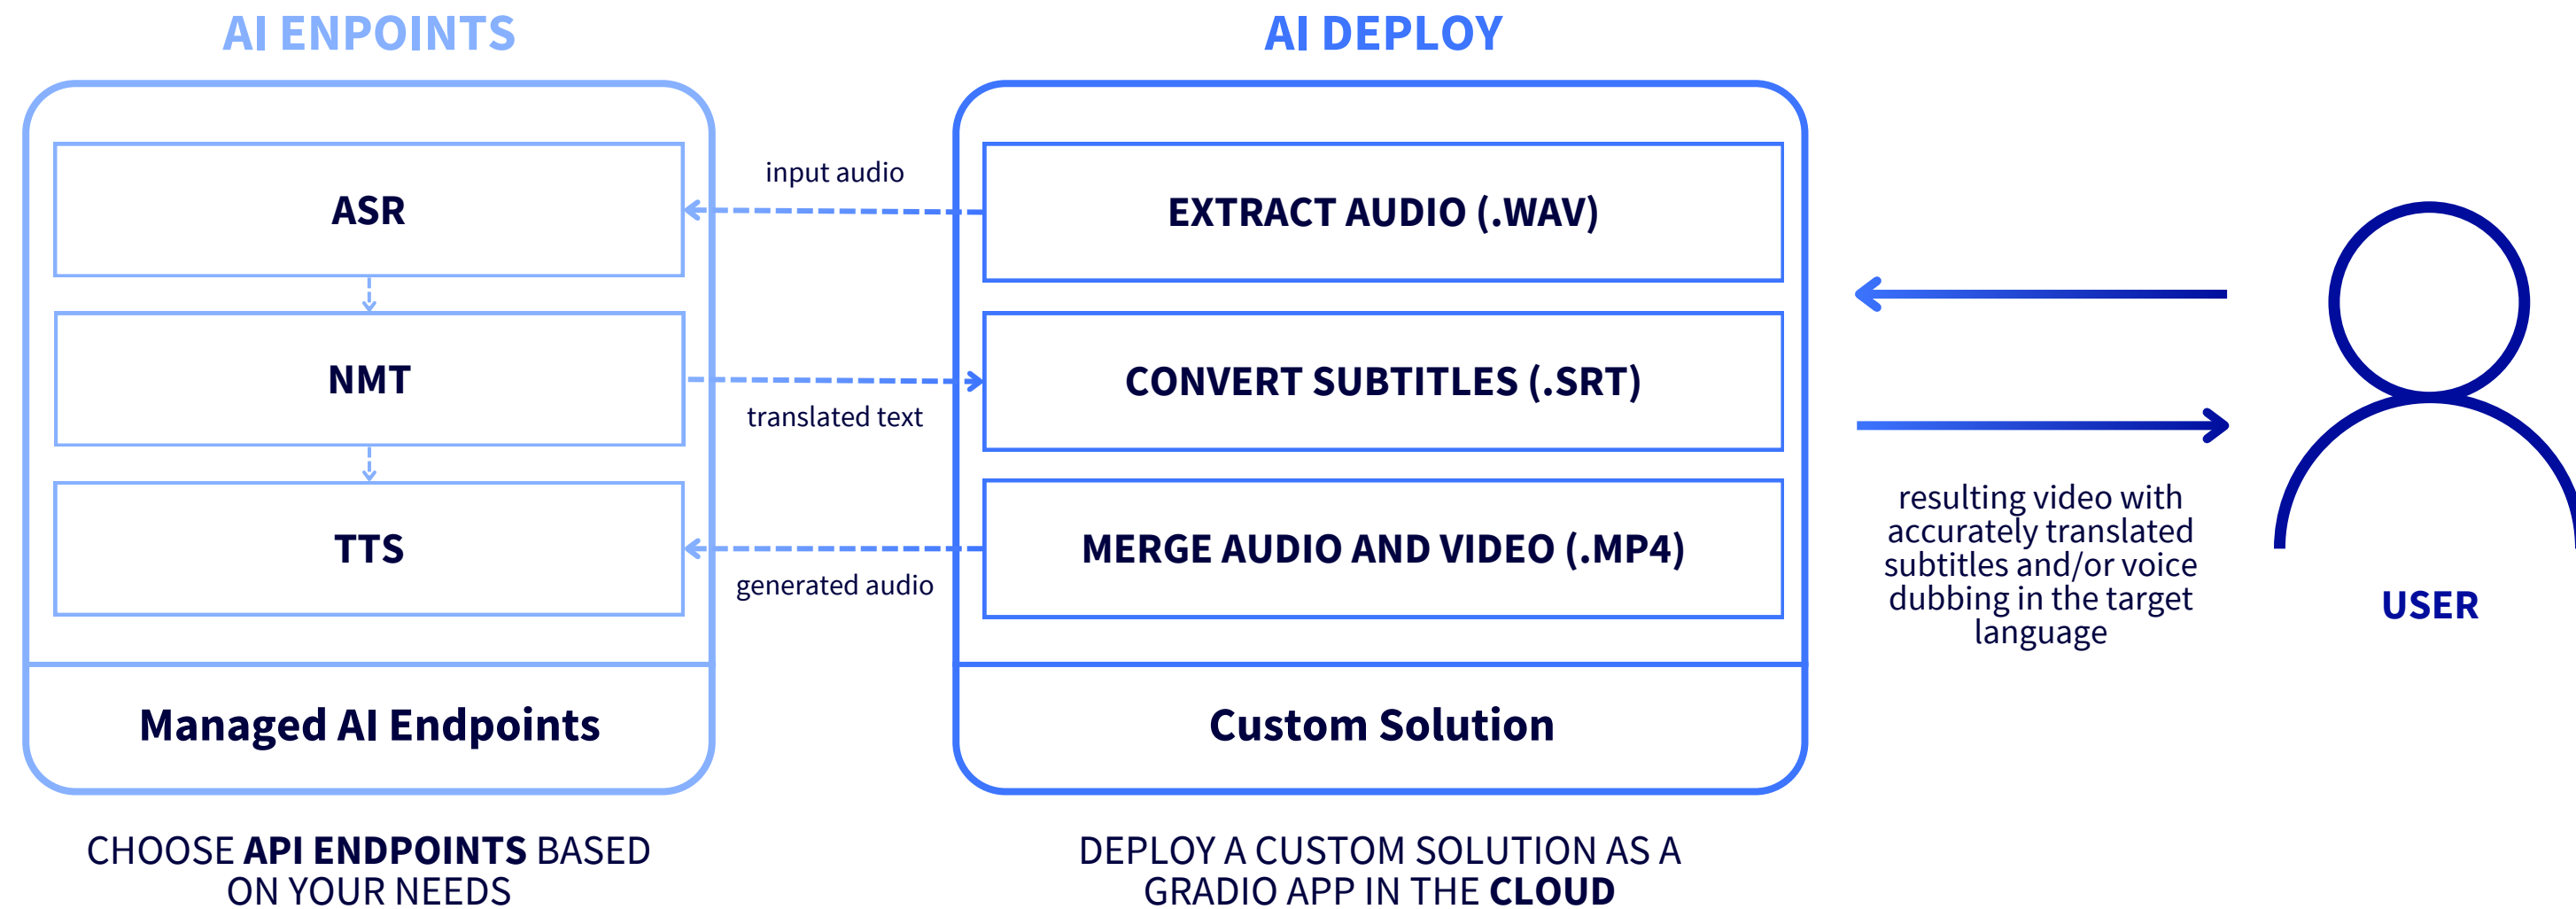 AI ENPOINTS
ASR
NMT
TTS
Managed AI Endpoints
CHOOSE API ENDPOINTS BASED
ON YOUR NEEDS
input audio
translated text
generated audio
AI DEPLOY
EXTRACT AUDIO (.WAV)
CONVERT SUBTITLES (.SRT)
MERGE AUDIO AND VIDEO (.MP4)
Custom Solution
DEPLOY A CUSTOM SOLUTION AS A
GRADIO APP IN THE CLOUD
resulting video with
accurately translated
subtitles and/or voice
dubbing in the target
language
USER